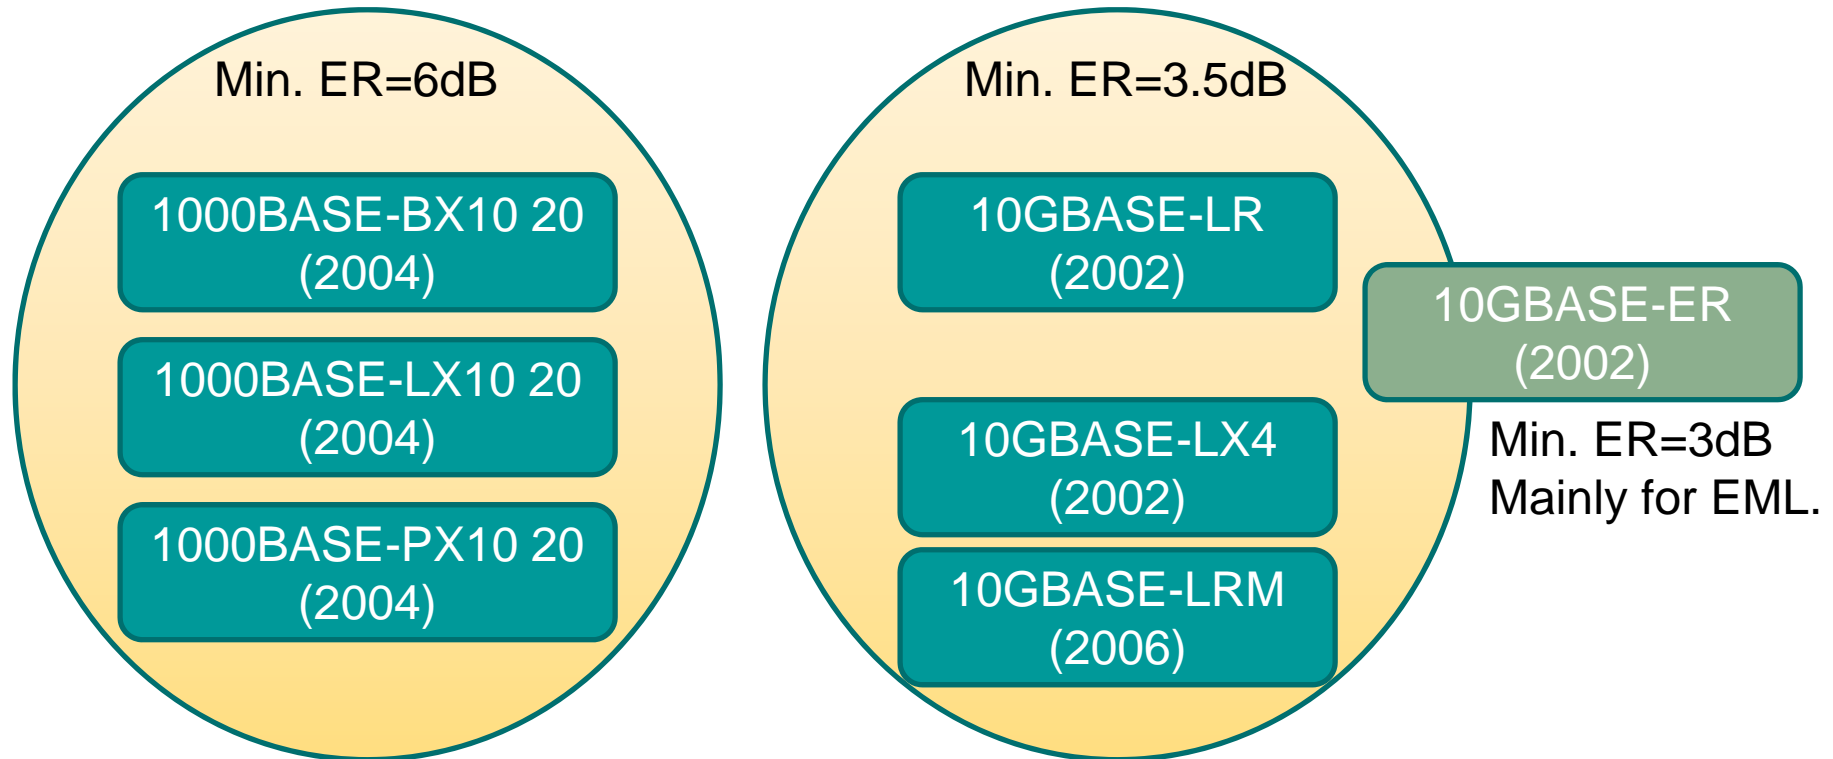 Min. ER=6dB
1000BASE-BX10 20
(2004)
1000BASE-LX10 20
(2004)
1000BASE-PX10 20
(2004)
Min. ER=3.5dB
10GBASE-LR
(2002)
10GBASE-LX4
(2002)
10GBASE-LRM
(2006)
10GBASE-ER
(2002)
Min. ER=3dB
Mainly for EML.